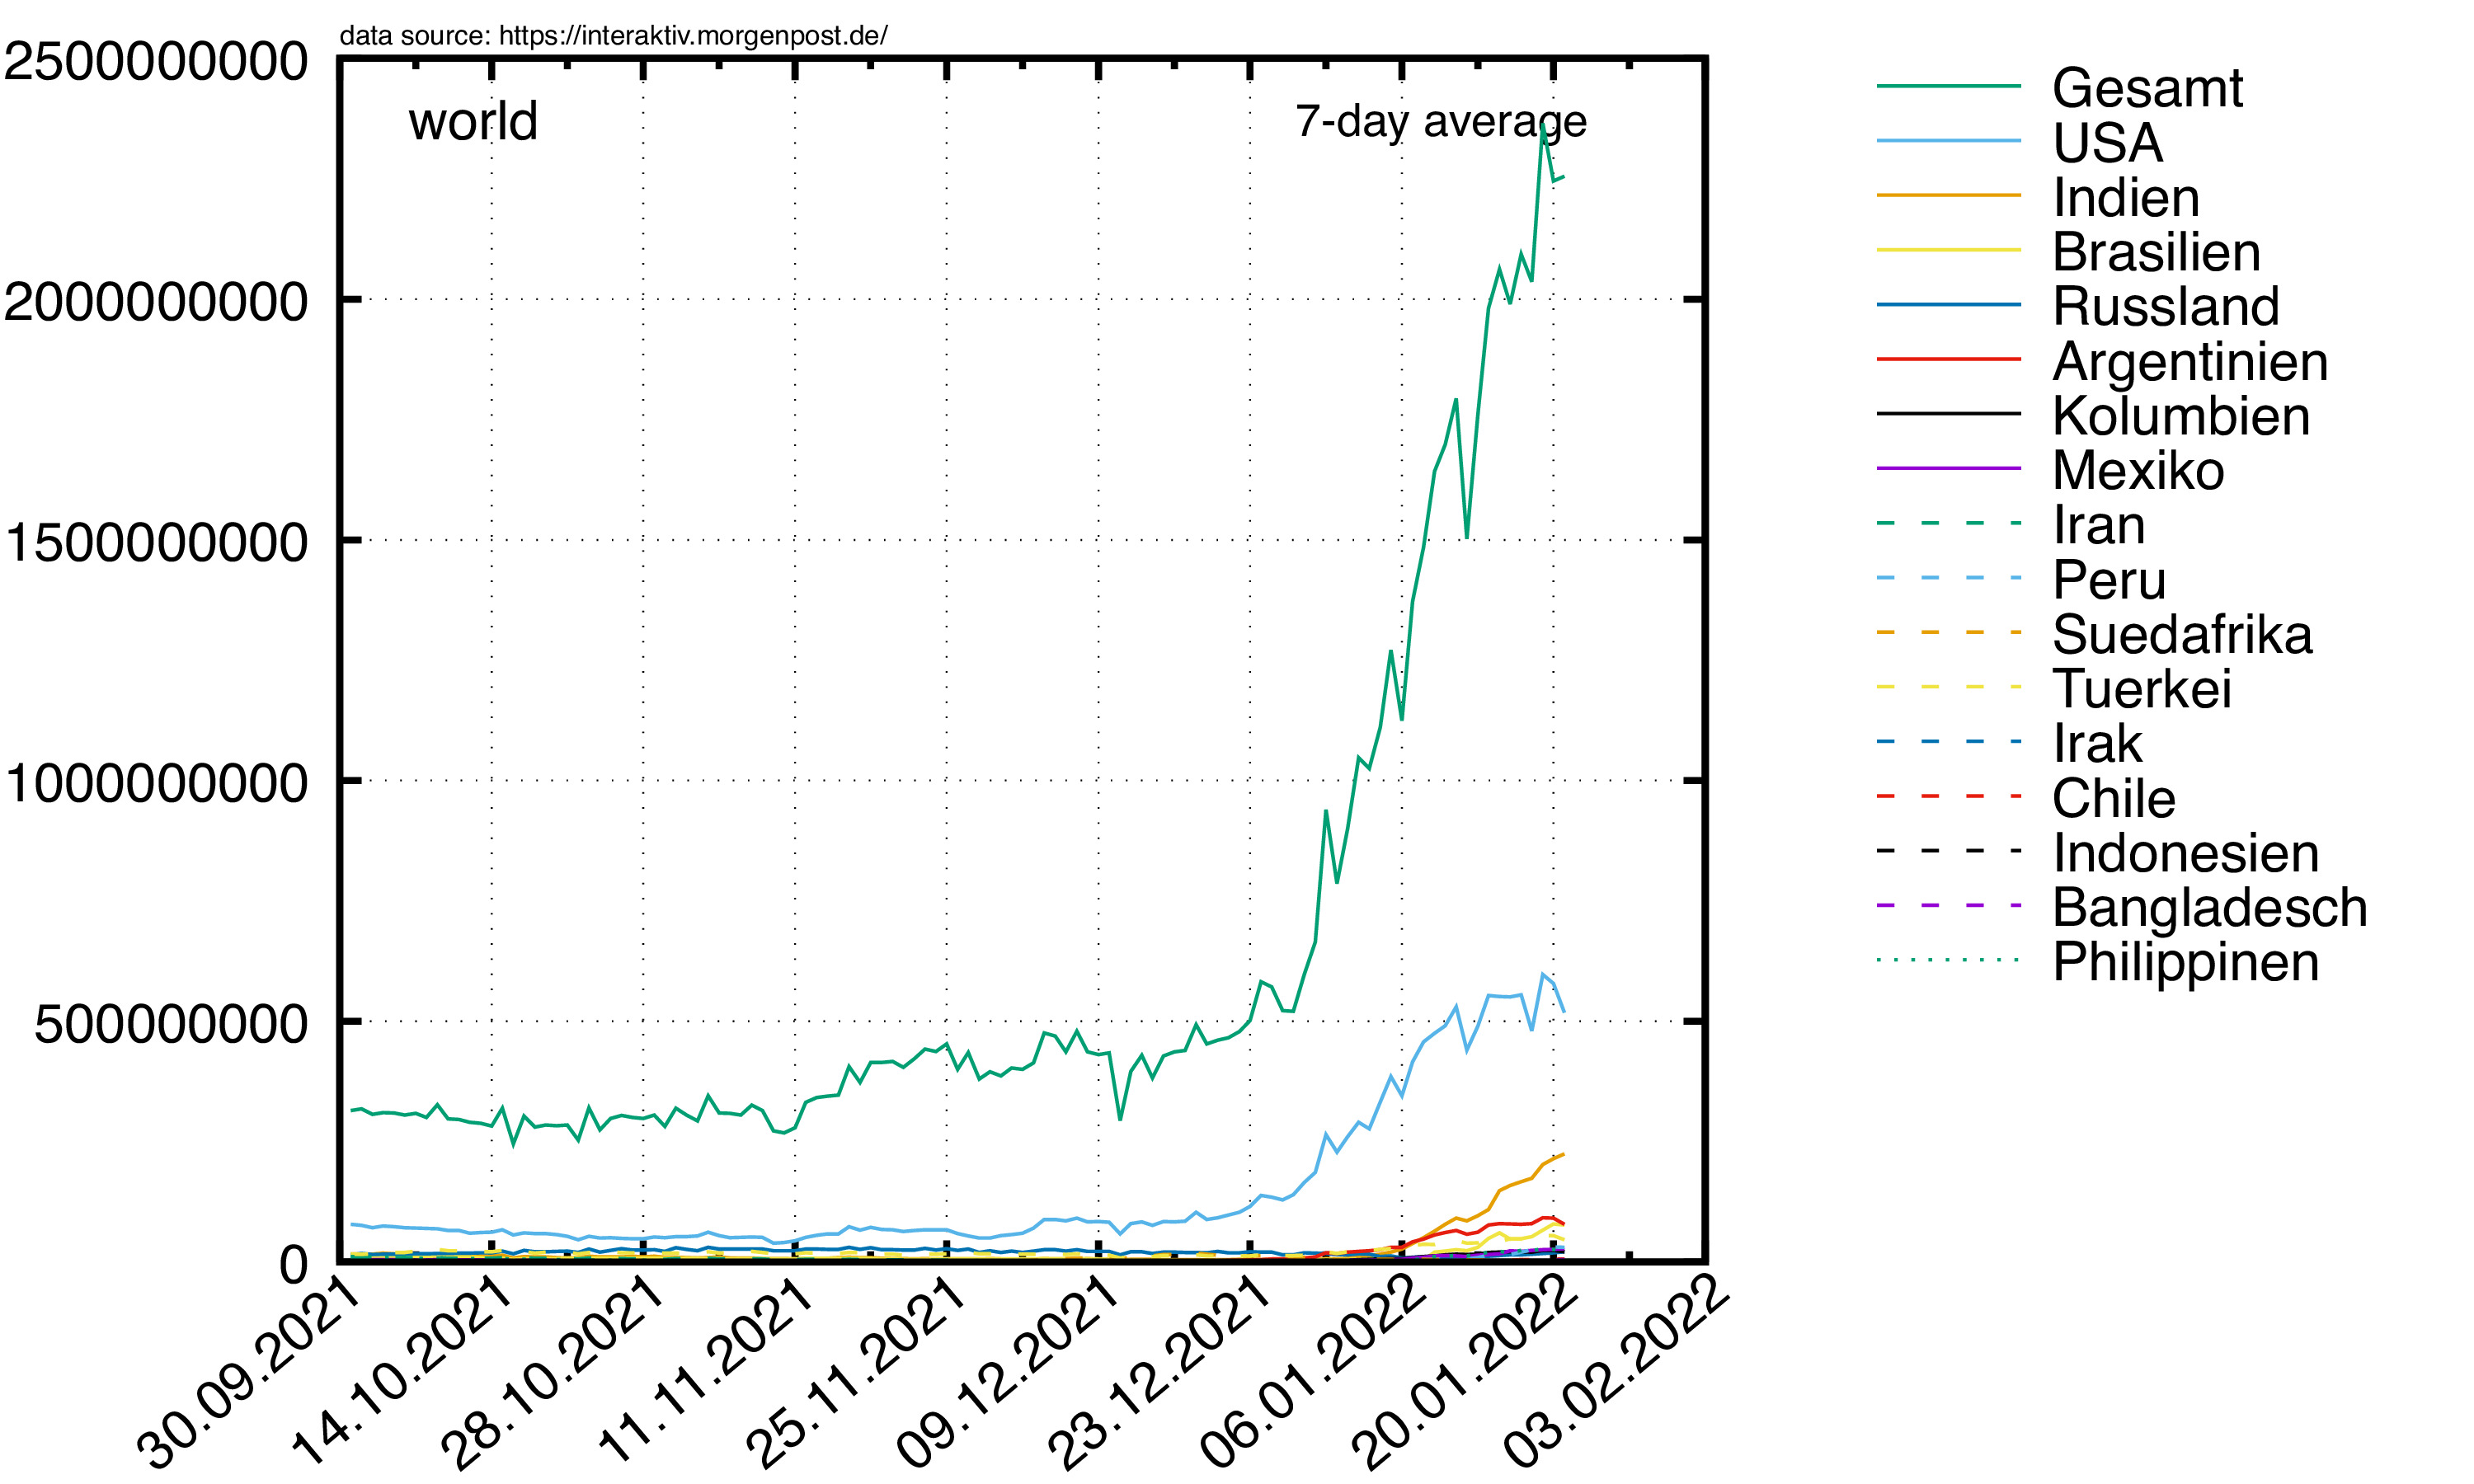 data source: https://interaktiv.morgenpost.de/
world
7-day average
2500000000
2000000000
1500000000
1000000000
500000000
0
30.09.2021
14.10.2021
28.10.2021
11.11.2021
25.11.2021
09.12.2021
23.12.2021
06.01.2022
20.01.2022
03.02.2022
Gesamt
USA
Indien
Brasilien
Russland
Argentinien
Kolumbien
Mexiko
Iran
Peru
Suedafrika
Tuerkei
Irak
Chile
Indonesien
Bangladesch
Philippinen